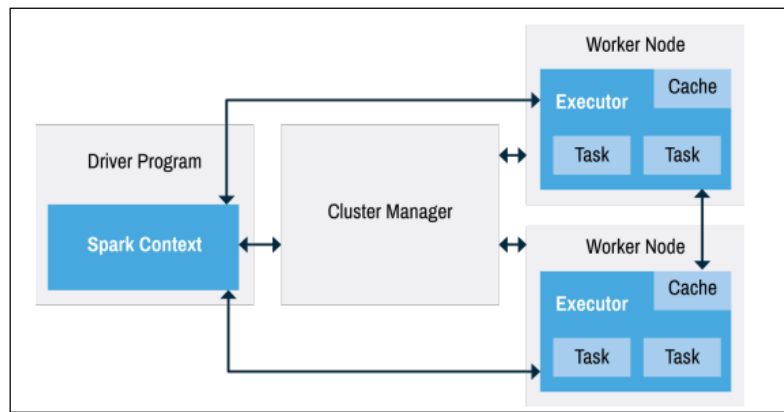 Driver Program
Spark Context
Cluster Manager
Worker Node
Executor
Cache
Task
Task
Worker Node
Executor
Cache
Task
Task